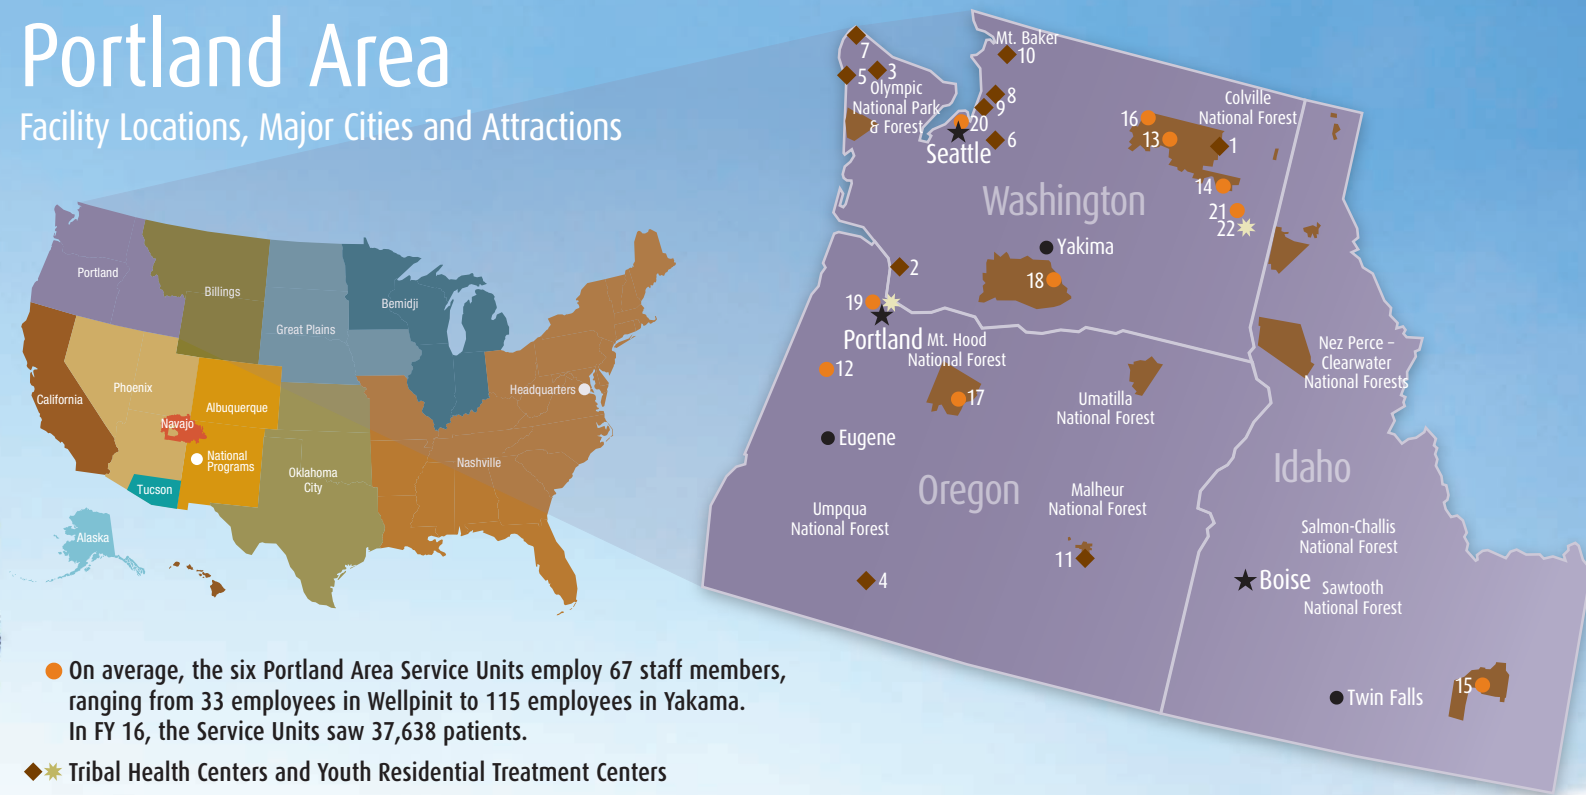 Portland Area
Facility Locations, Major Cities and Attractions
Portland
Billings
Great Plains
Bemidji
California
Phoenix
Navajo
Albuquerque
National
Programs
Tucson
Oklahoma
City
Nashville
Headquarters
Alaska
7
5
3
Olympic
National Park
& Forest
Mt. Baker
10
8
9
20
6
Seattle
Colville
National Forest
16
13
1
14
21
22
Washington
Yakima
18
2
19
Portland
Mt. Hood
National Forest
12
17
Umatilla
National Forest
Nez Perce –
Clearwater
National Forests
Eugene
Oregon
Idaho
Umpqua
National Forest
Malheur
National Forest
11
4
Salmon-Challis
National Forest
Boise
Sawtooth
National Forest
15
Twin Falls
On average, the six Portland Area Service Units employ 67 staff members,
ranging from 33 employees in Wellpinit to 115 employees in Yakama.
In FY 16, the Service Units saw 37,638 patients.
Tribal Health Centers and Youth Residential Treatment Centers